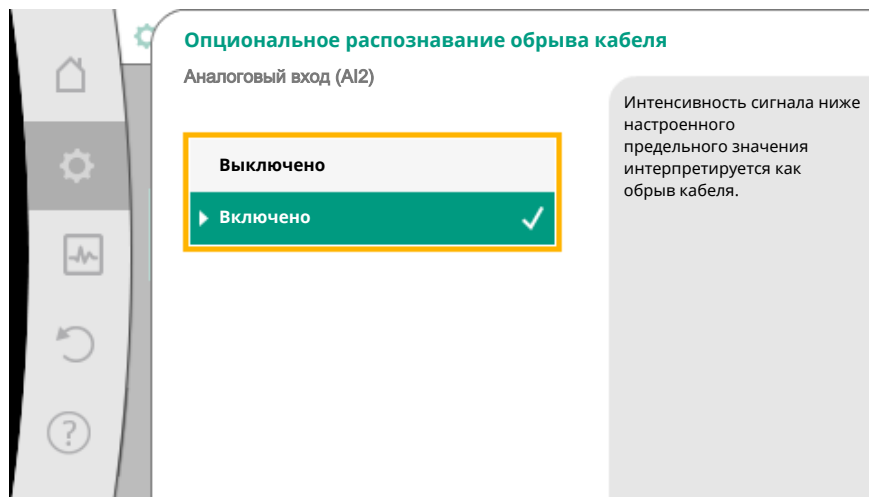 Опциональное распознавание обрыва кабеля
Аналоговый вход (AI2)
Выключено
Включено
Интенсивность сигнала ниже
настроенного
предельного значения
интерпретируется как
обрыв кабеля.
?